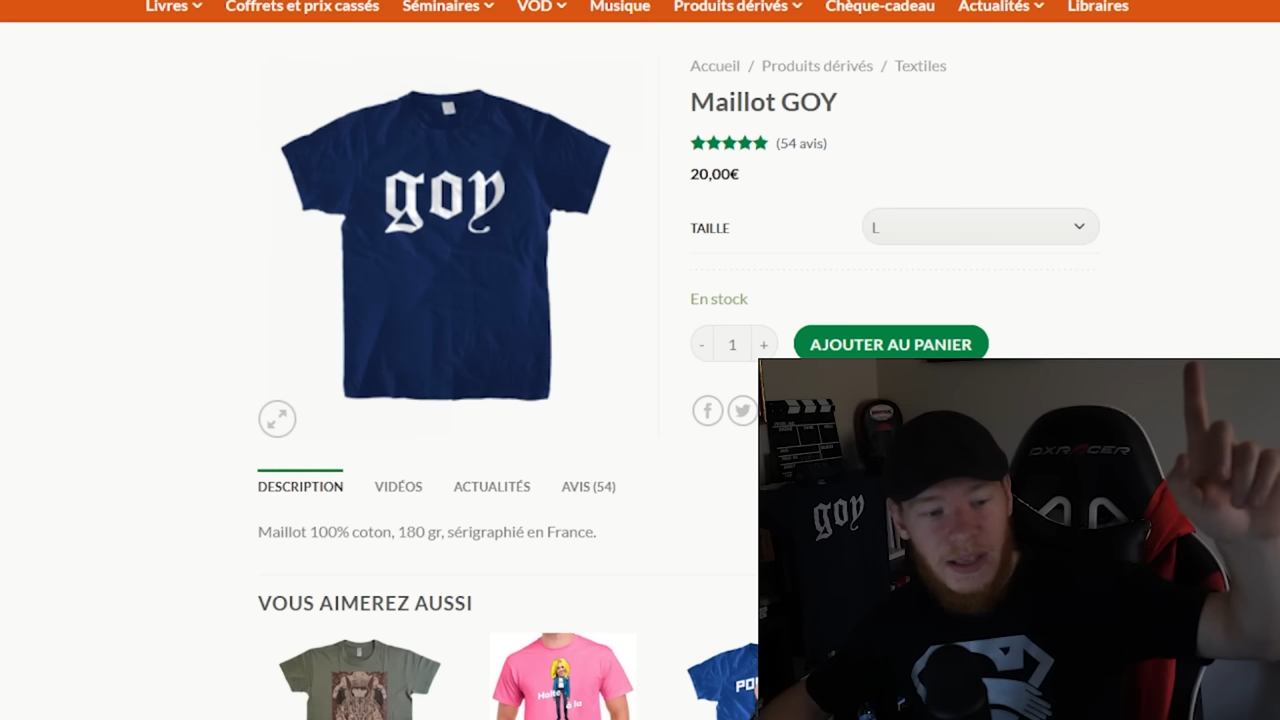 Livres Coffrets et prix cassés Séminaires VOD Musique Produits dérivés Chèque-cadeau Actualités Libraires
Accueil / Produits dérivés / Textiles
Maillot GOY
(54 avis)
20,00€
TAILLE L
En stock
- 1 +
AJOUTER AU PANIER
goy
DESCRIPTION VIDÉOS ACTUALITÉS AVIS (54)
Maillot 100% coton, 180 gr, sérigraphié en France.
VOUS AIMEREZ AUSSI
Halte
à la
DXRACER
goy